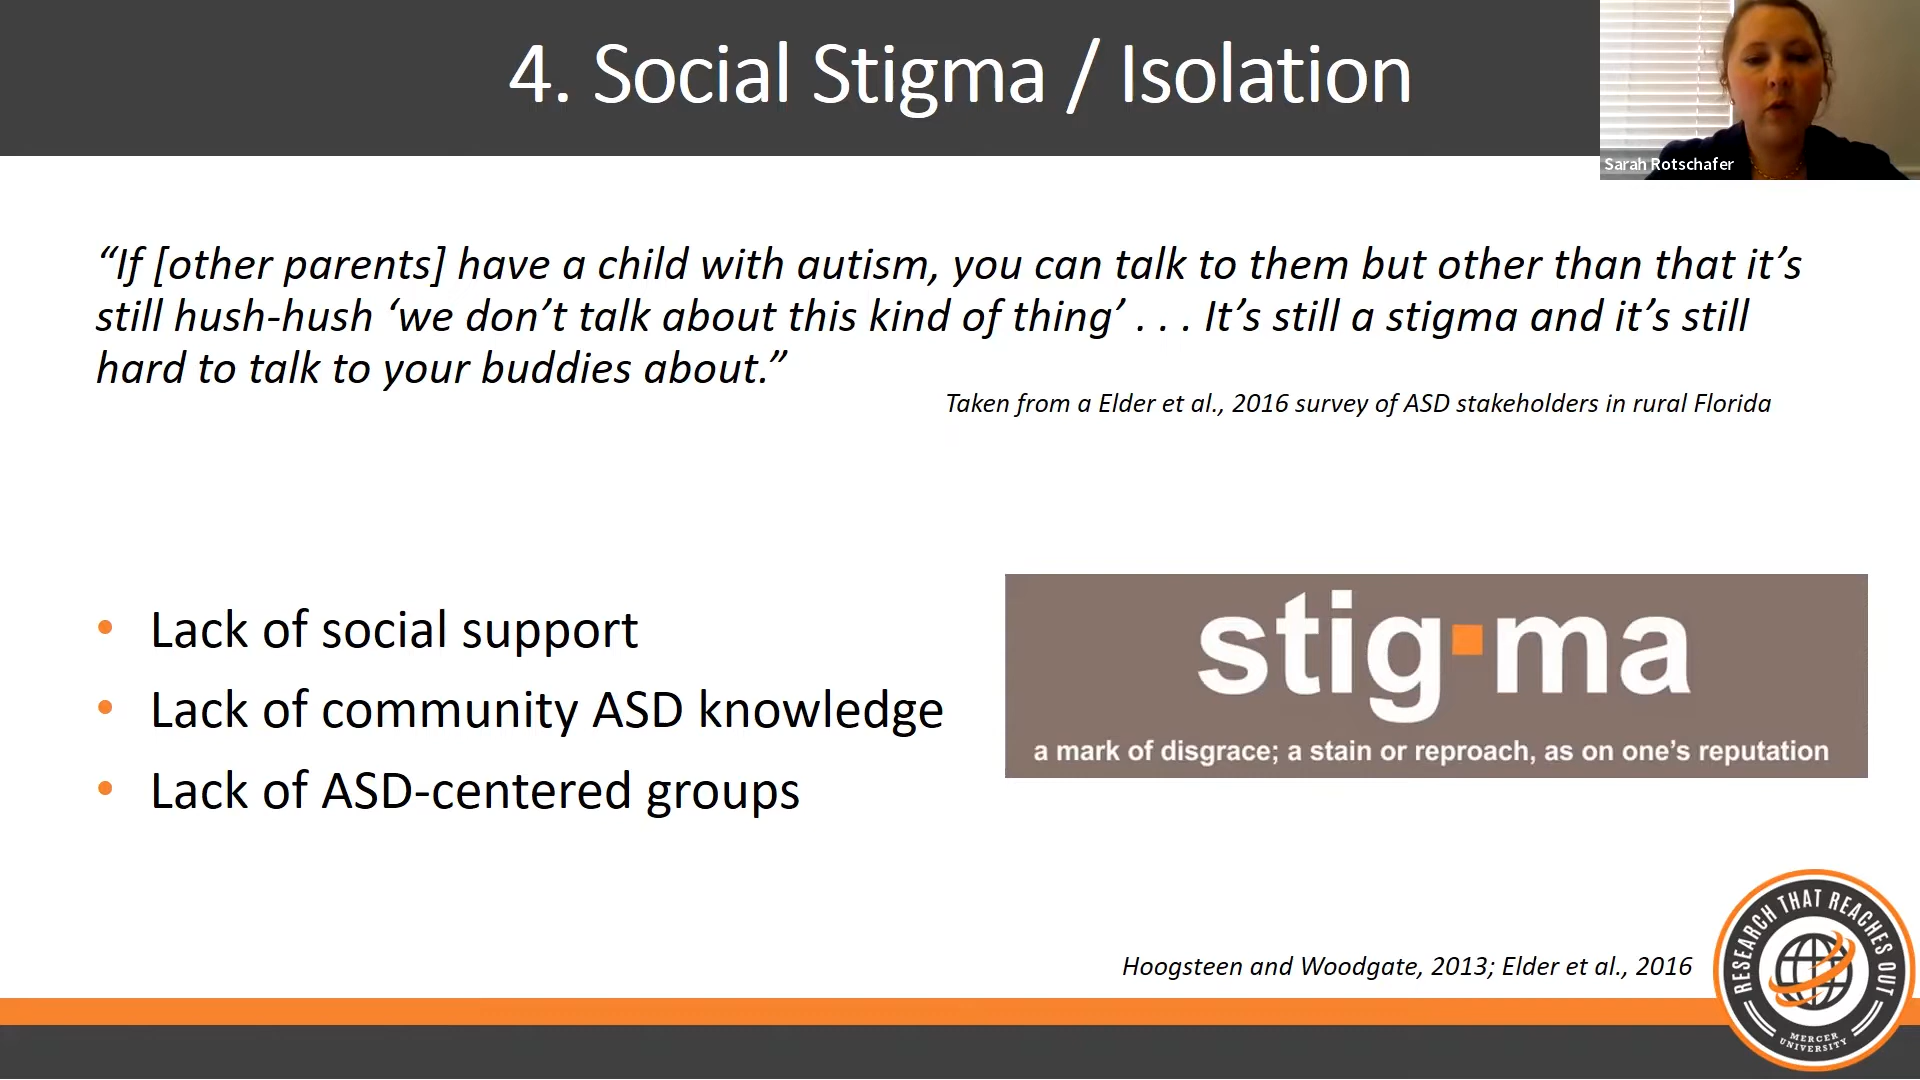 4. Social Stigma / Isolation
Sarah Rotschafer
“If [other parents] have a child with autism, you can talk to them but other than that it’s
still hush-hush ‘we don’t talk about this kind of thing’ . . . It’s still a stigma and it’s still
hard to talk to your buddies about.”
Taken from a Elder et al., 2016 survey of ASD stakeholders in rural Florida
• Lack of social support
• Lack of community ASD knowledge
• Lack of ASD-centered groups
stig▪ma
a mark of disgrace; a stain or reproach, as on one’s reputation
Hoogsteen and Woodgate, 2013; Elder et al., 2016
RESEARCH THAT REACHES OUT
MERCER
UNIVERSITY